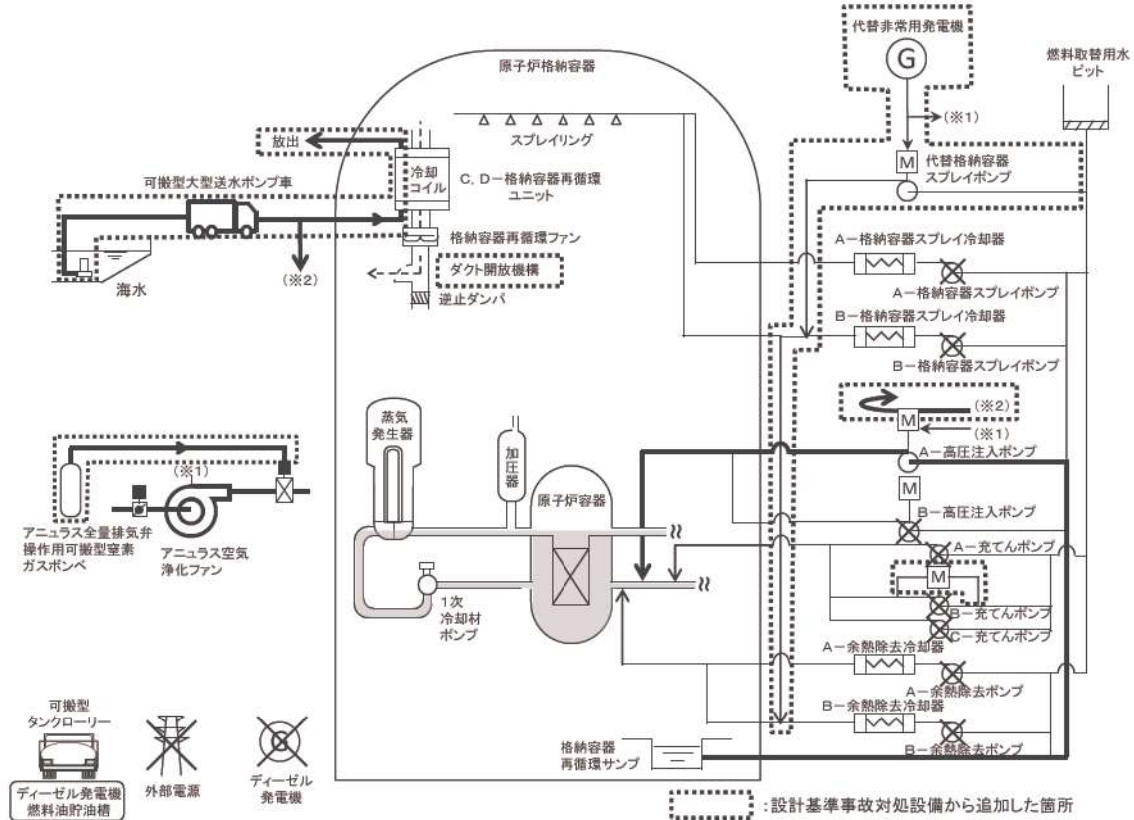 代替非常用発電機
G
燃料取替用水
ピット
原子炉格納容器
(※1)
放出
スプレイリング
M
代替格納容器
スプレイポンプ
冷却
コイル
C,D-格納容器再循環
ユニット
可搬型大型送水ポンプ車
格納容器再循環ファン
A-格納容器スプレイ冷却器
ダクト開放機構
(※2)
海水
逆止ダンパ
A-格納容器スプレイポンプ
B-格納容器スプレイ冷却器
B-格納容器スプレイポンプ
蒸気
発生器
加圧器
(※2)
M
(※1)
A-高圧注入ポンプ
(※1)
原子炉容器
M
B-高圧注入ポンプ
アニュラス全量排気弁
操作用可搬型窒素
ガスボンベ
アニュラス空気
浄化ファン
A-充てんポンプ
M
1次
冷却材
ポンプ
B-充てんポンプ
C-充てんポンプ
A-余熱除去冷却器
A-余熱除去ポンプ
B-余熱除去冷却器
B-余熱除去ポンプ
可搬型
タンクローリー
格納容器
再循環サンプ
ディーゼル発電機
燃料油貯油槽
外部電源
ディーゼル
発電機
:設計基準事故対処設備から追加した箇所